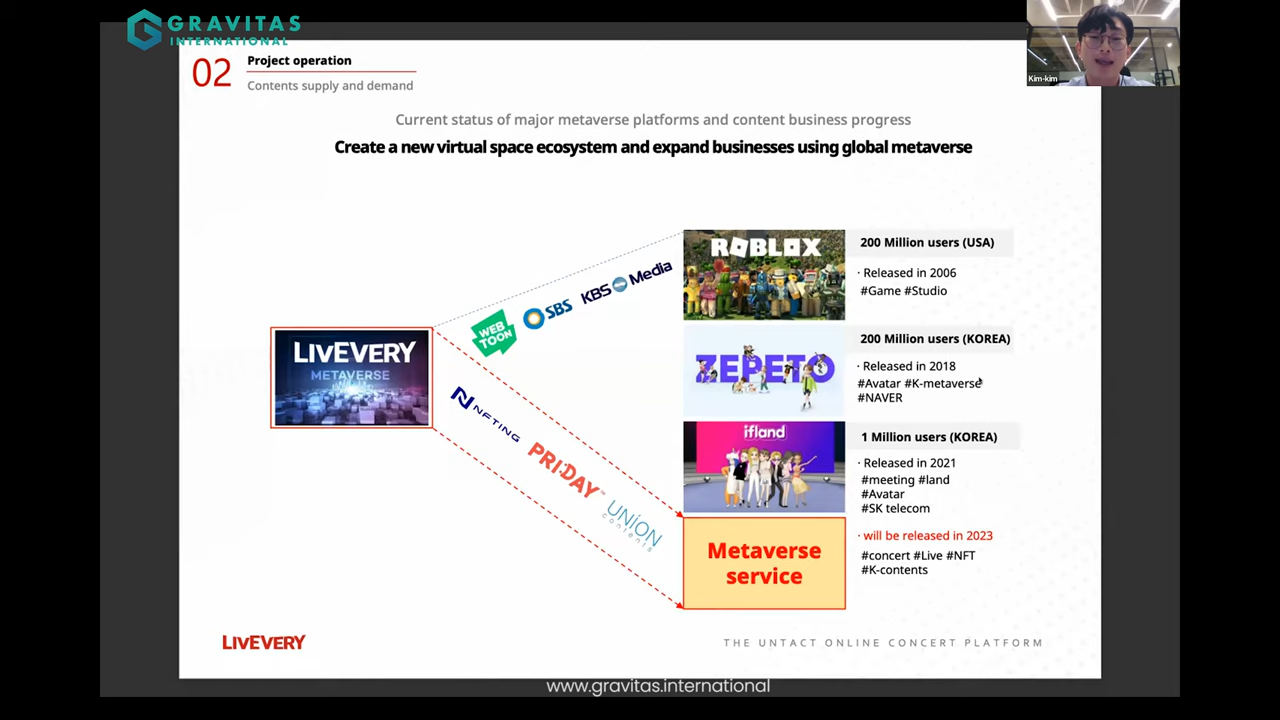 GRAVITAS
INTERNATIONAL
Kim-kim
02
Project operation
Contents supply and demand
Current status of major metaverse platforms and content business progress
Create a new virtual space ecosystem and expand businesses using global metaverse
LIVEVERY
METAVERSE
WEB
TOON
SBS
KBS Media
N NFTING
PRIDAY
UNION
contents
ROBLOX
200 Million users (USA)
· Released in 2006
#Game #Studio
ZEPETO
200 Million users (KOREA)
· Released in 2018
#Avatar #K-metaverse
#NAVER
ifland
1 Million users (KOREA)
· Released in 2021
#meeting #land
#Avatar
#SK telecom
Metaverse
service
· will be released in 2023
#concert #Live #NFT
#K-contents
LIVEVERY
THE UNTACT ONLINE CONCERT PLATFORM
www.gravitas.international